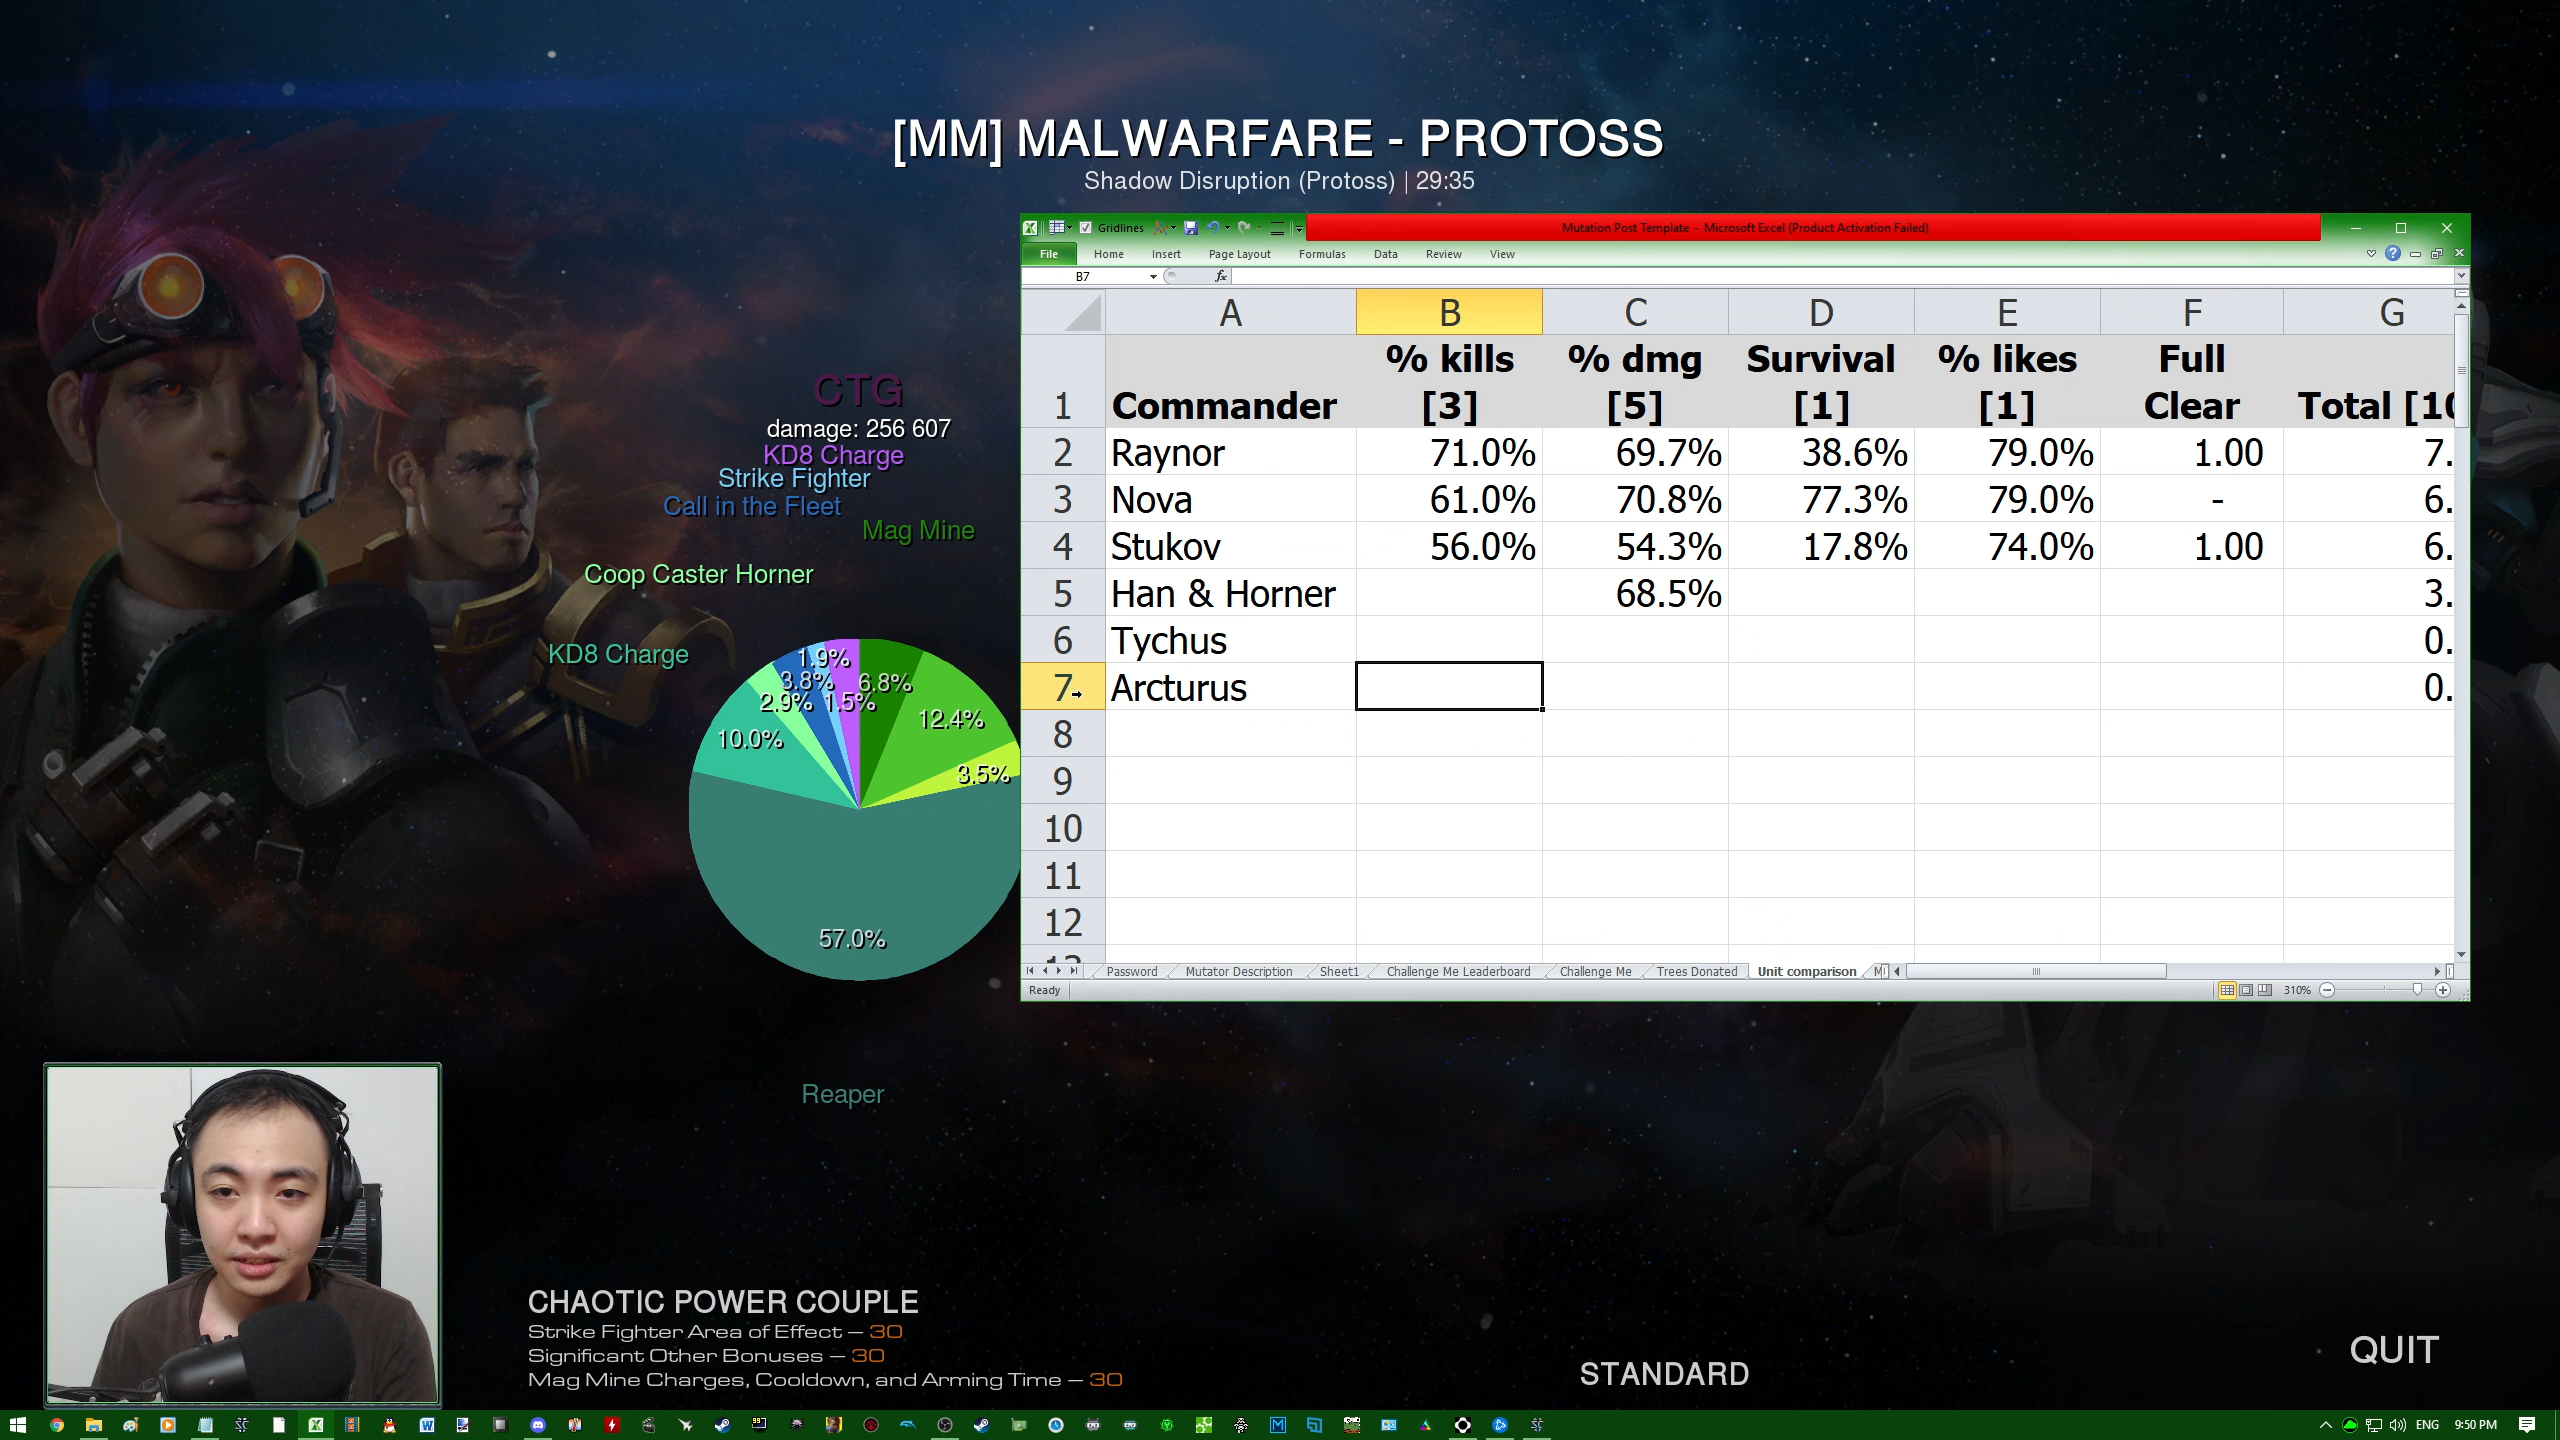 [MM] MALWARFARE - PROTOSS
Shadow Disruption (Protoss) | 29:35
CTG
damage: 256 607
KD8 Charge
Strike Fighter
Call in the Fleet
Mag Mine
Coop Caster Horner
KD8 Charge
1.9%
3.8%
6.8%
2.9%
1.5%
12.4%
10.0%
3.5%
57.0%
Reaper
Gridlines
Mutation Post Template - Microsoft Excel (Product Activation Failed)
File Home Insert Page Layout Formulas Data Review View
B7 fx
A B C D E F G
1 Commander % kills [3] % dmg [5] Survival [1] % likes [1] Full Clear Total [10
2 Raynor 71.0% 69.7% 38.6% 79.0% 1.00 7.
3 Nova 61.0% 70.8% 77.3% 79.0% - 6.
4 Stukov 56.0% 54.3% 17.8% 74.0% 1.00 6.
5 Han & Horner 68.5% 3.
6 Tychus 0.
7 Arcturus 0.
8
9
10
11
12
Password Mutator Description Sheet1 Challenge Me Leaderboard Challenge Me Trees Donated Unit comparison
Ready 310%
CHAOTIC POWER COUPLE
Strike Fighter Area of Effect – 30
Significant Other Bonuses – 30
Mag Mine Charges, Cooldown, and Arming Time – 30
STANDARD
QUIT
ENG 9:50 PM